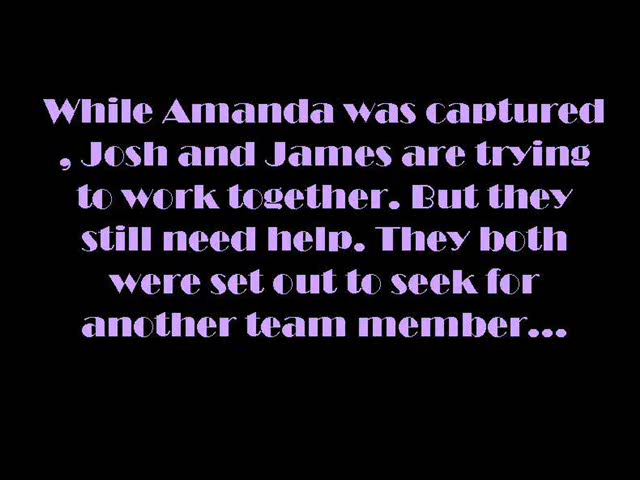 While Amanda was captured
, Josh and James are trying
to work together. But they
still need help. They both
were set out to seek for
another team member...